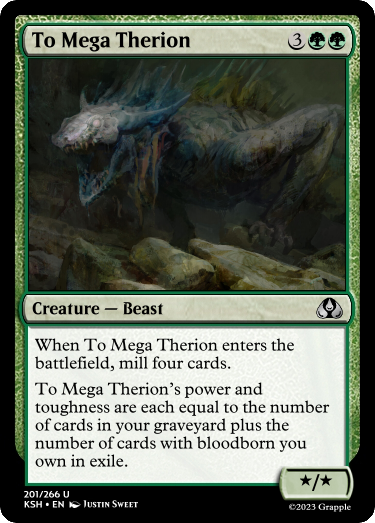 To Mega Therion 3
Creature — Beast
When To Mega Therion enters the
battlefield, mill four cards.
To Mega Therion's power and
toughness are each equal to the number
of cards in your graveyard plus the
number of cards with bloodborn you
own in exile.
*/*
201/266 U
KSH • EN Justin Sweet
©2023 Grapple